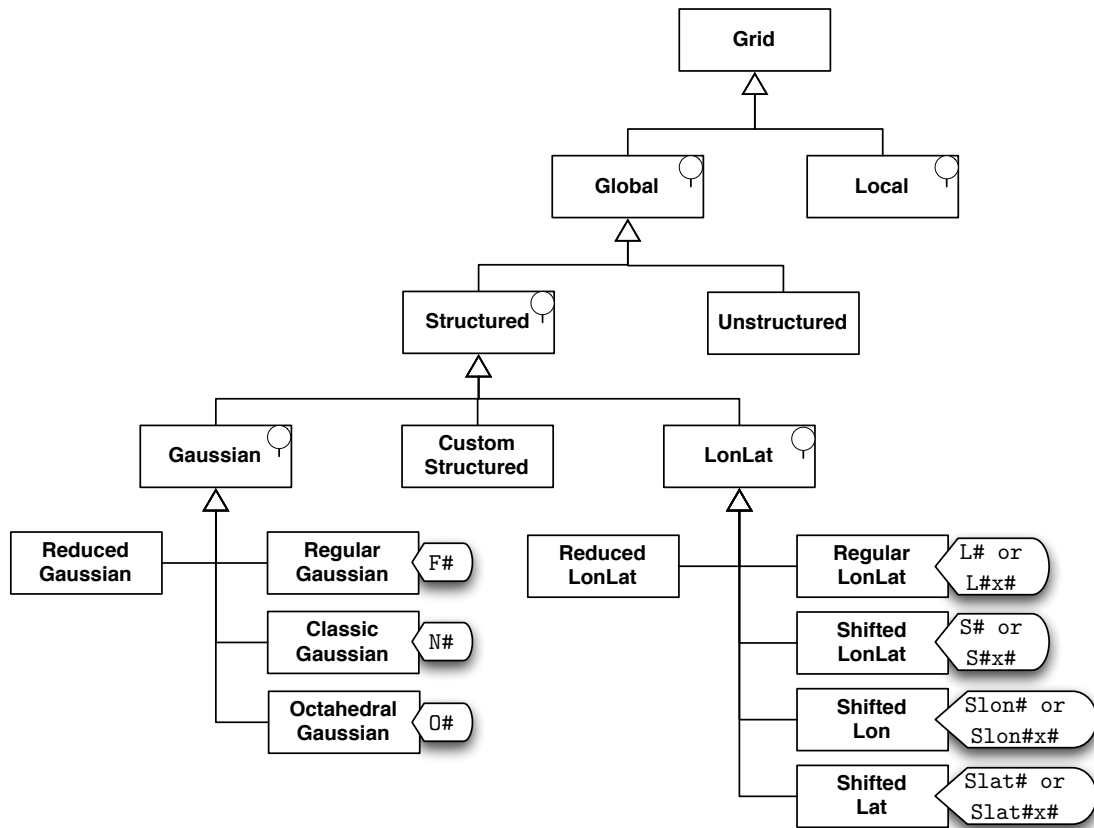 Grid
Global
Local
Structured
Unstructured
Gaussian
Custom
Structured
LonLat
Reduced
Gaussian
Regular
Gaussian
F#
Classic
Gaussian
N#
Octahedral
Gaussian
O#
Reduced
LonLat
Regular
LonLat
L# or
L#x#
Shifted
LonLat
S# or
S#x#
Shifted
Lon
Slon# or
Slon#x#
Shifted
Lat
Slat# or
Slat#x#